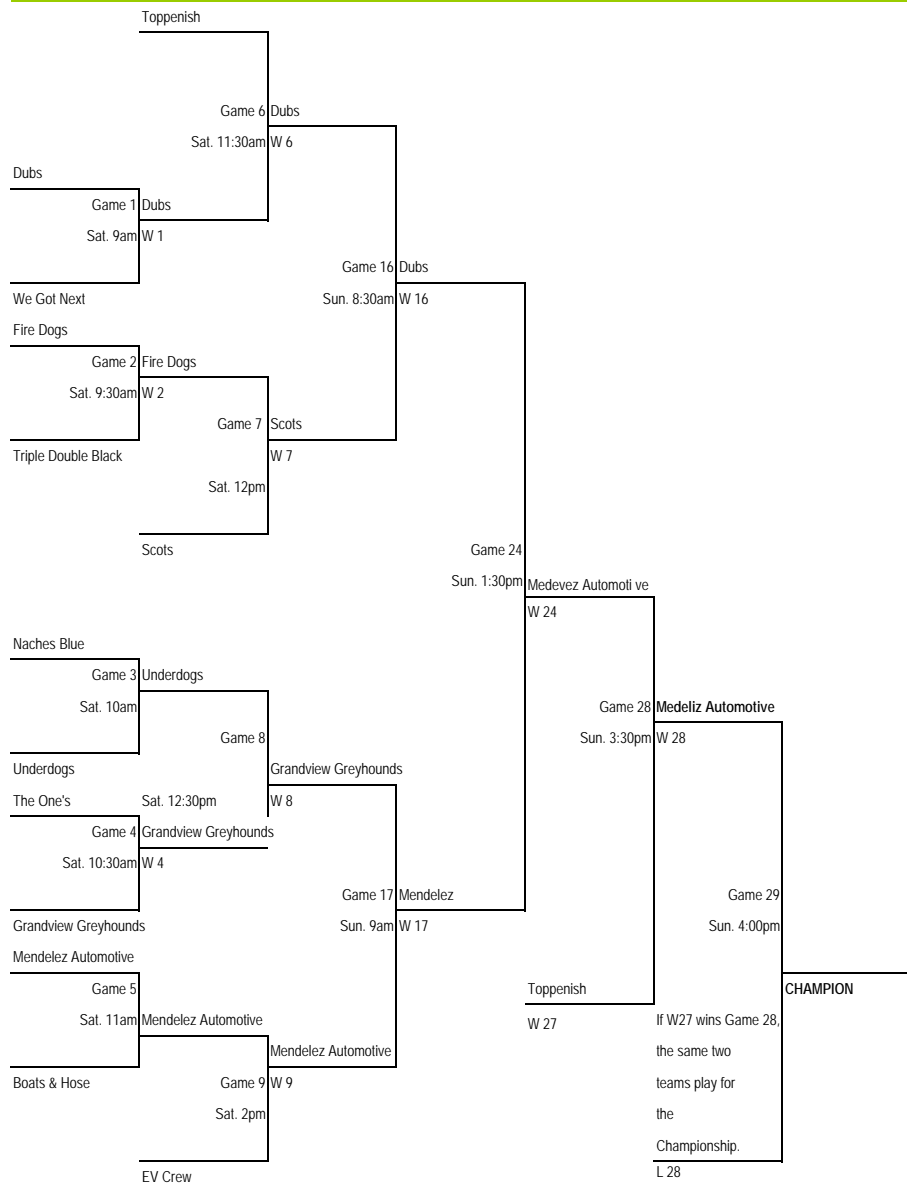 Toppenish
Game 6 Dubs
Sat. 11:30am W 6
Dubs
Game 1 Dubs
Sat. 9am W 1
Game 16 Dubs
We Got Next
Sun. 8:30am W 16
Fire Dogs
Game 2 Fire Dogs
Sat. 9:30am W 2
Game 7 Scots
Triple Double Black
W 7
Sat. 12pm
Scots
Game 24
Sun. 1:30pm Medevez Automoti ve
W 24
Naches Blue
Game 3 Underdogs
Sat. 10am
Game 28 Medeliz Automotive
Game 8
Sun. 3:30pm W 28
Underdogs
Grandview Greyhounds
The One's
Sat. 12:30pm
W 8
Game 4 Grandview Greyhounds
Sat. 10:30am W 4
Game 17 Mendelez
Game 29
Grandview Greyhounds
Sun. 9am W 17
Sun. 4:00pm
Mendelez Automotive
Game 5
Toppenish
CHAMPION
Sat. 11am Mendelez Automotive
W 27
If W27 wins Game 28,
Mendelez Automotive
the same two
Boats & Hose
Game 9 W 9
teams play for
Sat. 2pm
the
Championship.
EV Crew
L 28